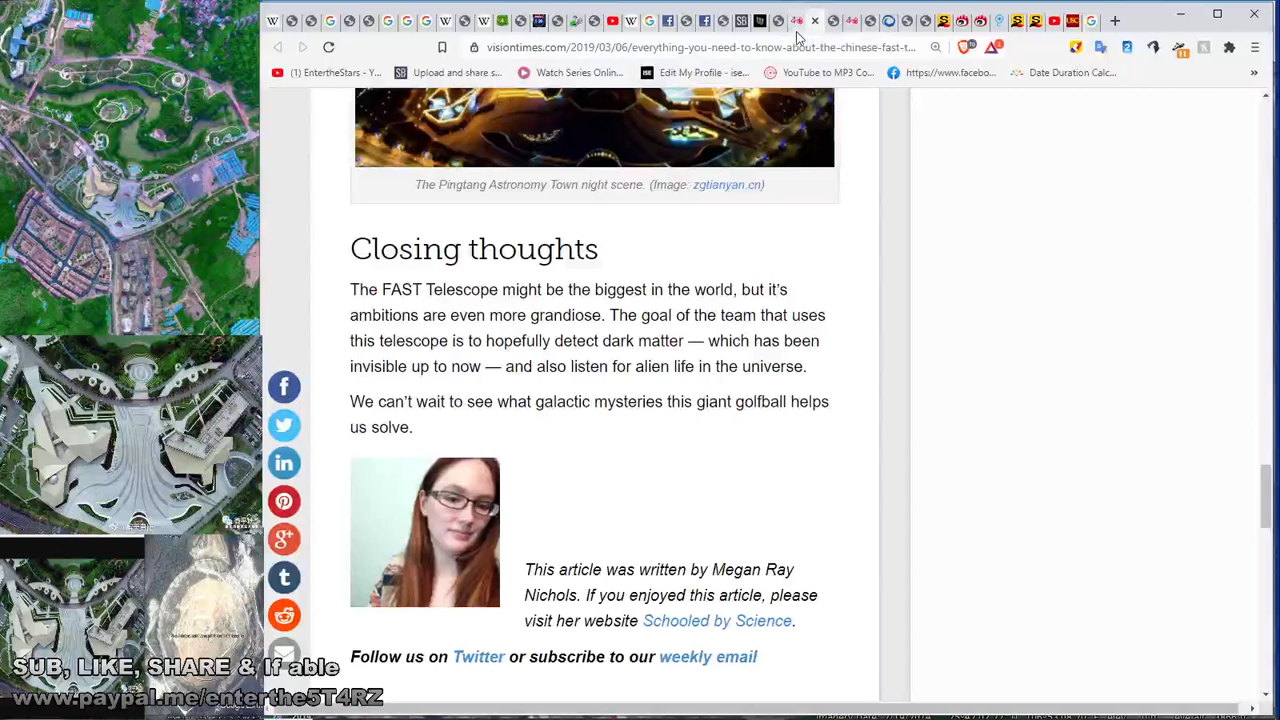 visiontimes.com/2019/03/06/everything-you-need-to-know-about-the-chinese-fast-t...
(1) EntertheStars - Y...
Upload and share s...
Watch Series Onlin...
Edit My Profile - ise...
YouTube to MP3 Co...
https://www.facebo...
Date Duration Calc...
The Pingtang Astronomy Town night scene. (Image: zgtianyan.cn)
Closing thoughts
The FAST Telescope might be the biggest in the world, but it's
ambitions are even more grandiose. The goal of the team that uses
this telescope is to hopefully detect dark matter — which has been
invisible up to now — and also listen for alien life in the universe.
We can't wait to see what galactic mysteries this giant golfball helps
us solve.
This article was written by Megan Ray
Nichols. If you enjoyed this article, please
visit her website Schooled by Science.
Follow us on Twitter or subscribe to our weekly email
SUB, LIKE, SHARE & If able
www.paypal.me/enterthe5T4RZ